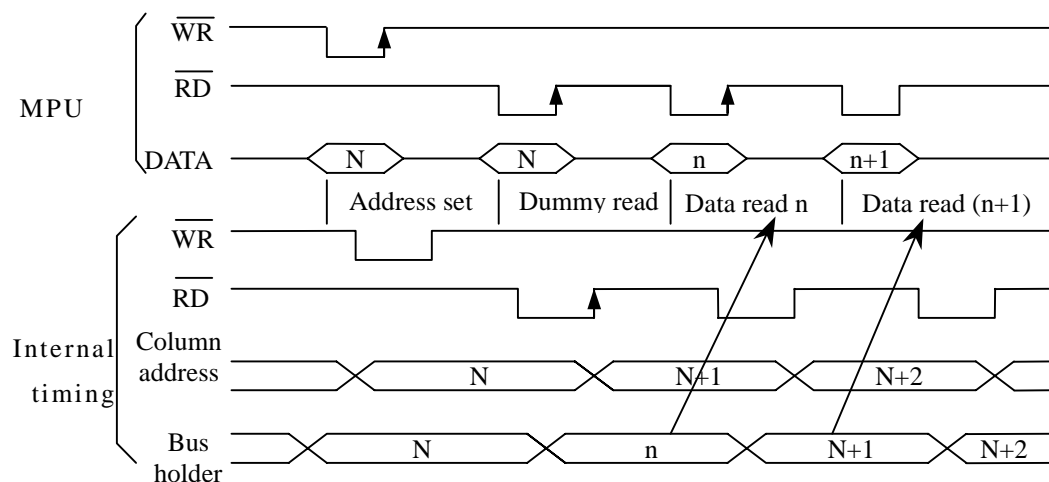 MPU
WR
RD
DATA N N n n+1
Address set Dummy read Data read n Data read (n+1)
Internal timing
WR
RD
Column address N N+1 N+2
Bus holder N n N+1 N+2